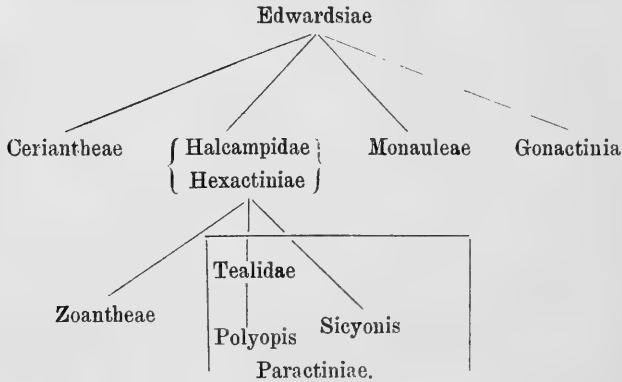 Edwardsiae
Ceriantheae { Halcampidae } Monauleae Gonactinia
{ Hexactiniae }
Tealidae
Zoantheae
Sicyonis
Polyopis
Paractiniae.